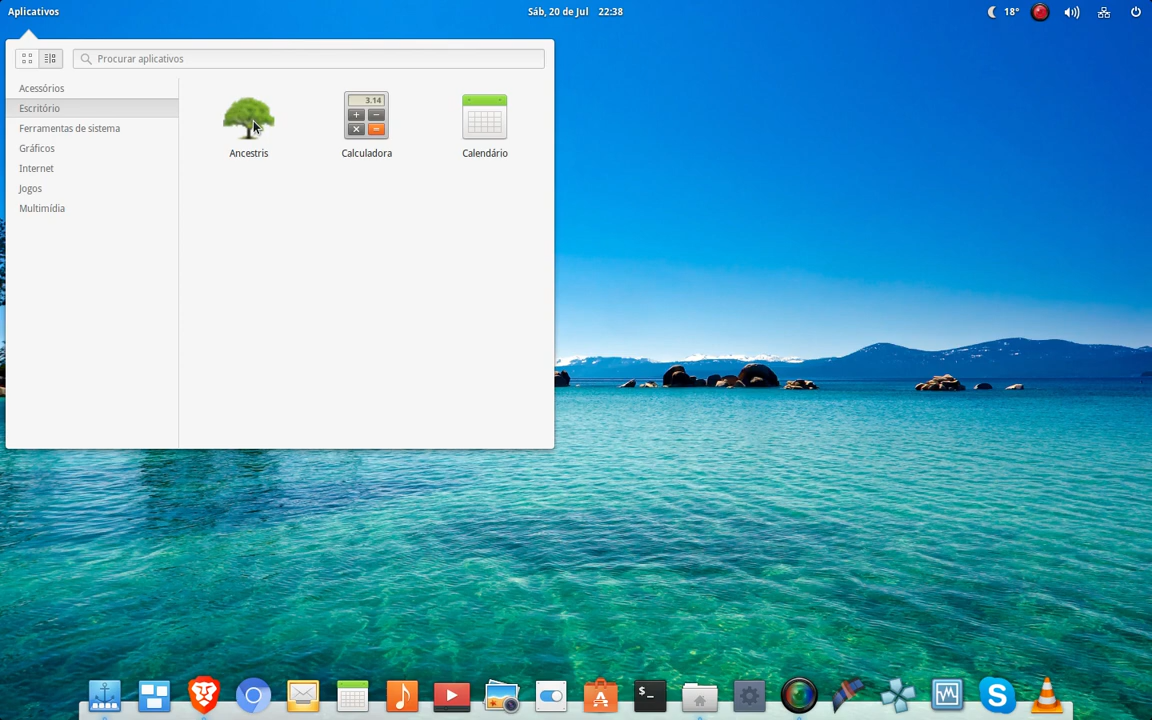 Aplicativos
Sáb, 20 de Jul 22:38
18°
Procurar aplicativos
Acessórios
Escritório
Ferramentas de sistema
Gráficos
Internet
Jogos
Multimídia
3.14
Ancestris
Calculadora
Calendário
$_